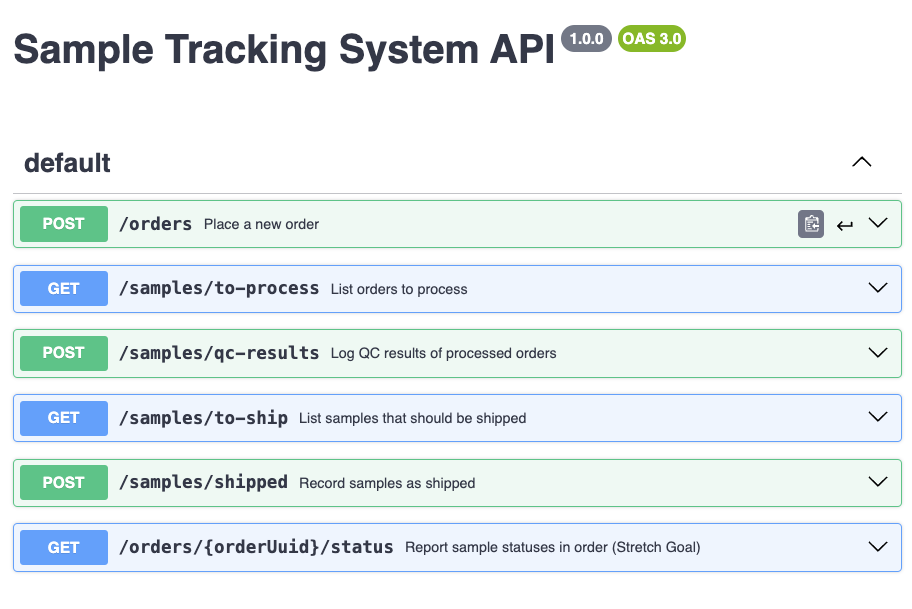 Sample Tracking System API 1.0.0 OAS 3.0
default
POST /orders Place a new order
GET /samples/to-process List orders to process
POST /samples/qc-results Log QC results of processed orders
GET /samples/to-ship List samples that should be shipped
POST /samples/shipped Record samples as shipped
GET /orders/{orderUuid}/status Report sample statuses in order (Stretch Goal)